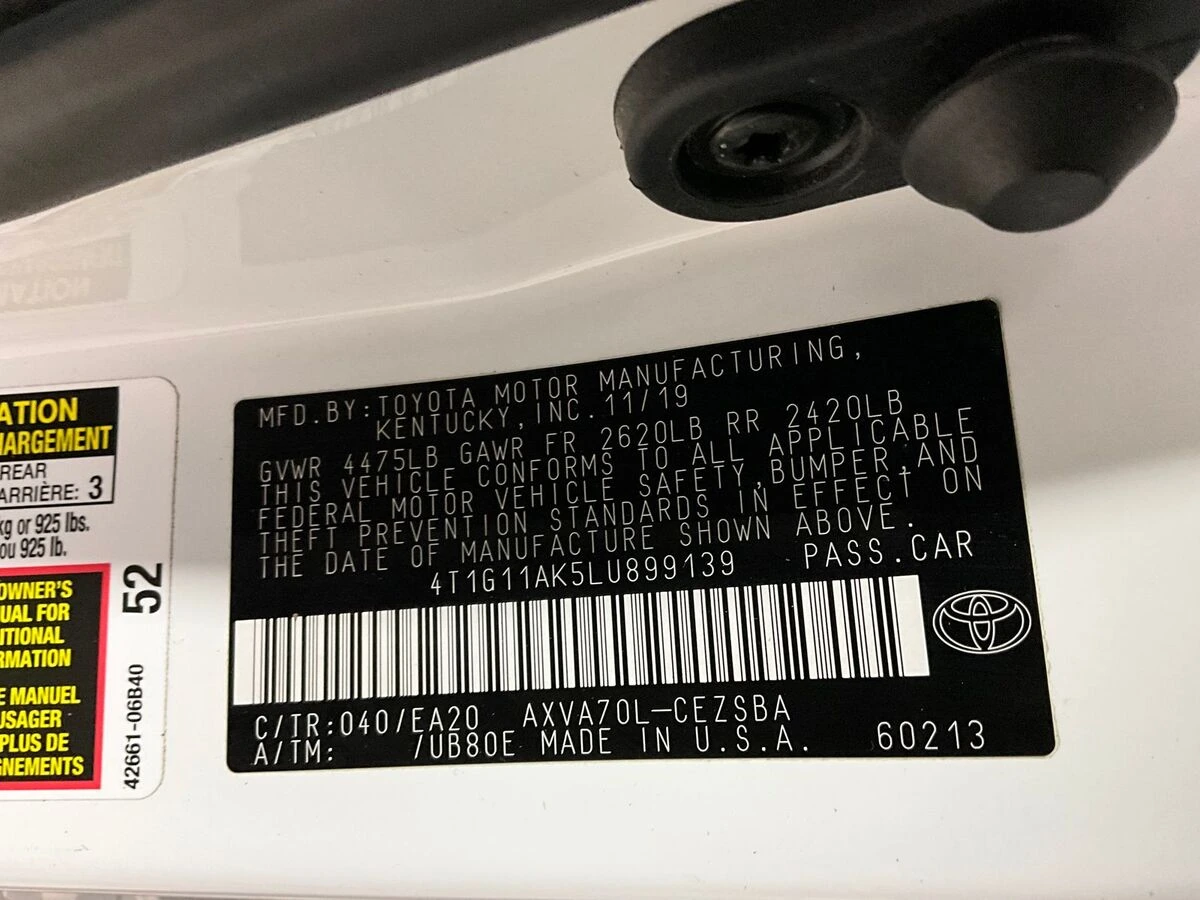 ATION
HARGEMENT
REAR
ARRIÈRE: 3
kg or 925 lbs.
ou 925 lb.
OWNER'S
UAL FOR
ITIONAL
RMATION
E MANUEL
USAGER
PLUS DE
GNEMENTS
52
42661-06B40
MFD.BY:TOYOTA MOTOR MANUFACTURING,
KENTUCKY,INC.11/19
GVWR 4475LB GAWR FR 2620LB RR 2420LB
THIS VEHICLE CONFORMS TO ALL APPLICABLE
FEDERAL MOTOR VEHICLE SAFETY,BUMPER,AND
THEFT PREVENTION STANDARDS IN EFFECT ON
THE DATE OF MANUFACTURE SHOWN ABOVE.
4T1G11AK5LU899139 PASS.CAR
C/TR:040/EA20 AXVA70L-CEZSBA
A/TM: /UB80E MADE IN U.S.A. 60213